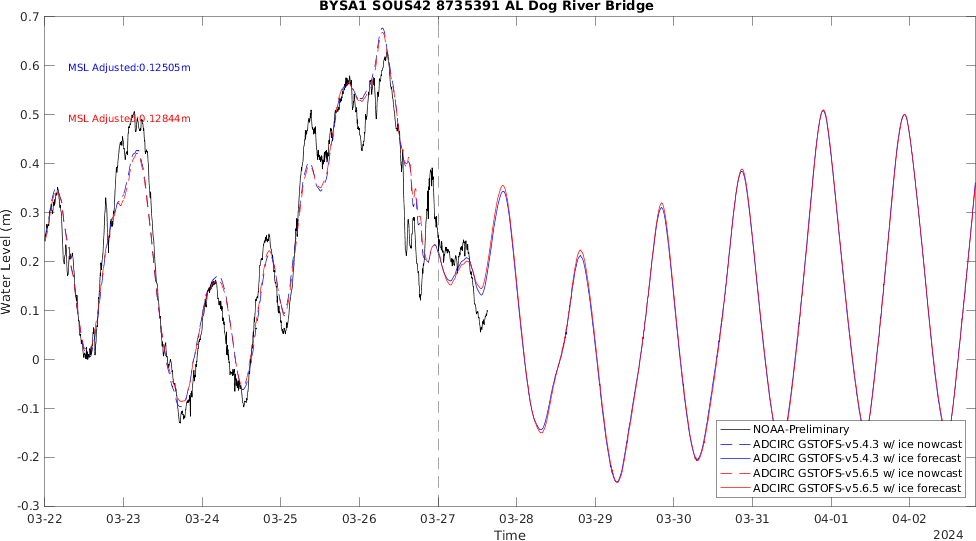 BYSA1 SOUS42 8735391 AL Dog River Bridge
0.7
0.6
0.5
0.4
0.3
0.2
0.1
0
-0.1
-0.2
-0.3
Water Level (m)
MSL Adjusted:0.12505m
MSL Adjusted:0.12844m
NOAA-Preliminary
ADCIRC GSTOFS-v5.4.3 w/ ice nowcast
ADCIRC GSTOFS-v5.4.3 w/ ice forecast
ADCIRC GSTOFS-v5.6.5 w/ ice nowcast
ADCIRC GSTOFS-v5.6.5 w/ ice forecast
03-22 03-23 03-24 03-25 03-26 03-27 03-28 03-29 03-30 03-31 04-01 04-02
Time
2024